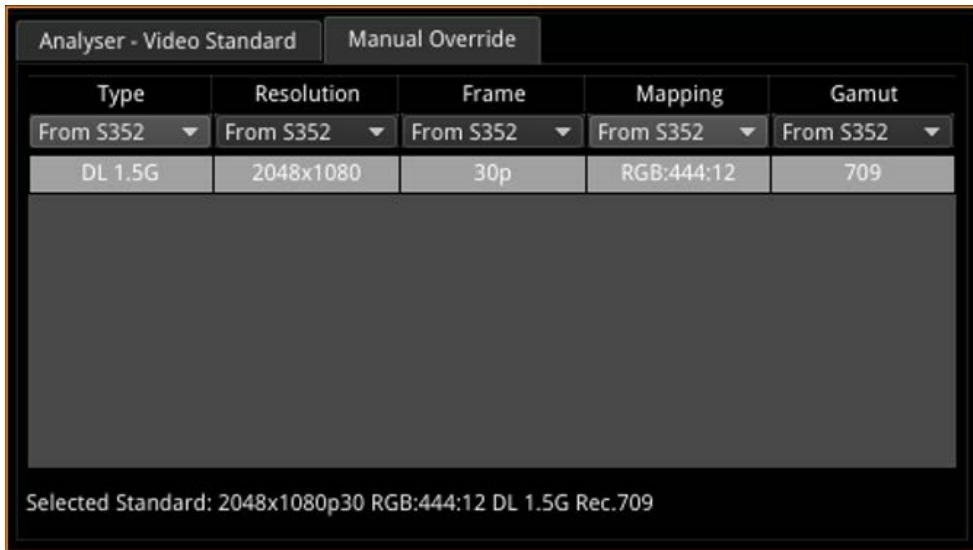 Analyser - Video Standard Manual Override
Type Resolution Frame Mapping Gamut
From S352 From S352 From S352 From S352 From S352
DL 1.5G 2048x1080 30p RGB:444:12 709
Selected Standard: 2048x1080p30 RGB:444:12 DL 1.5G Rec.709